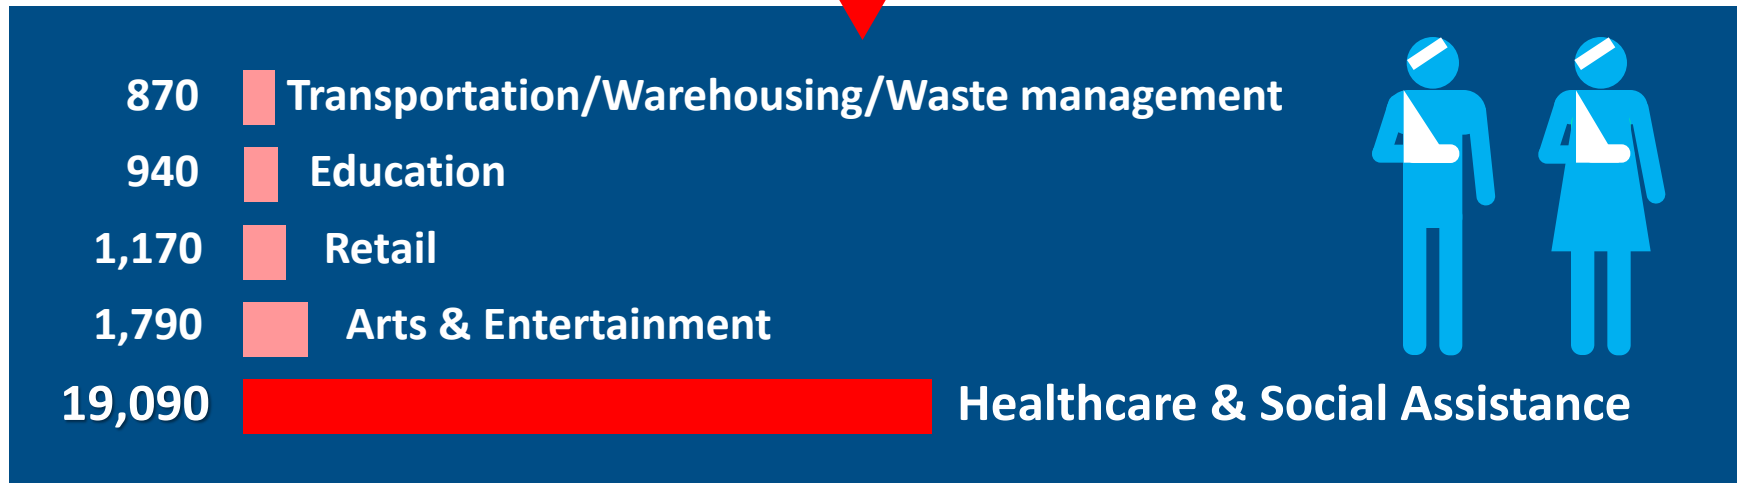 870 Transportation/Warehousing/Waste management
940 Education
1,170 Retail
1,790 Arts & Entertainment
19,090 Healthcare & Social Assistance